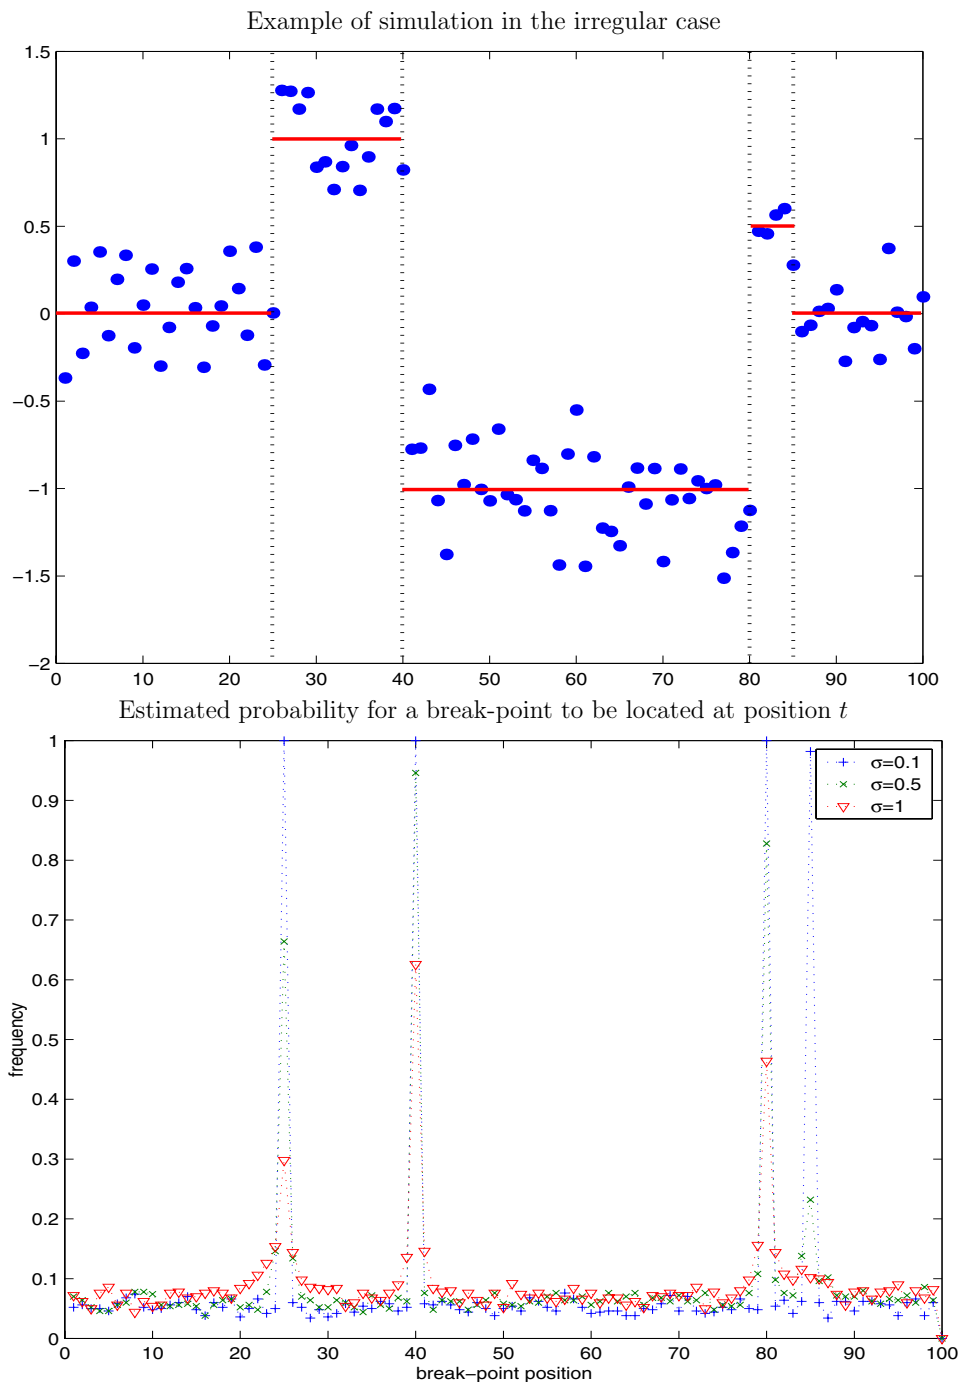 Example of simulation in the irregular case
1.5
1
0.5
0
−0.5
−1
−1.5
−2
0 10 20 30 40 50 60 70 80 90 100
Estimated probability for a break-point to be located at position t
1
0.9
0.8
0.7
0.6
0.5
0.4
0.3
0.2
0.1
0
frequency
σ=0.1
σ=0.5
σ=1
0 10 20 30 40 50 60 70 80 90 100
break−point position